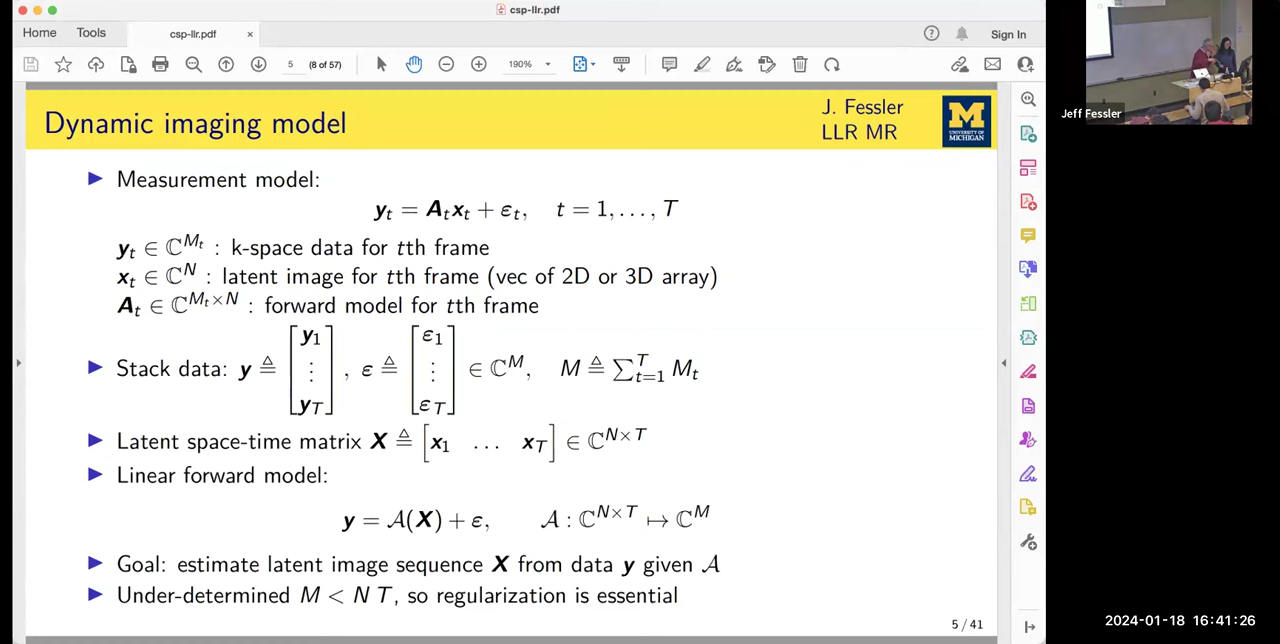 csp-llr.pdf
Home Tools csp-llr.pdf × Sign In
5 (8 of 57) 190%
Dynamic imaging model
J. Fessler
LLR MR
M
UNIVERSITY OF
MICHIGAN
▶ Measurement model:
y_t = A_t x_t + ε_t, t = 1, . . . , T
y_t ∈ ℂ^{M_t} : k-space data for tth frame
x_t ∈ ℂ^N : latent image for tth frame (vec of 2D or 3D array)
A_t ∈ ℂ^{M_t×N} : forward model for tth frame
▶ Stack data: y ≜ [y_1 ⋮ y_T], ε ≜ [ε_1 ⋮ ε_T] ∈ ℂ^M, M ≜ ∑_{t=1}^T M_t
▶ Latent space-time matrix X ≜ [x_1 . . . x_T] ∈ ℂ^{N×T}
▶ Linear forward model:
y = 𝒜(X) + ε, 𝒜 : ℂ^{N×T} ↦ ℂ^M
▶ Goal: estimate latent image sequence X from data y given 𝒜
▶ Under-determined M < N T, so regularization is essential
5 / 41
Jeff Fessler
2024-01-18 16:41:26